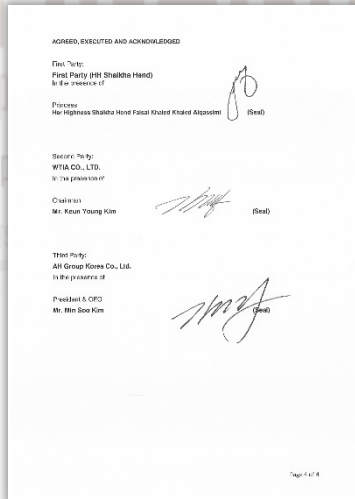 AGREED, EXECUTED AND ACKNOWLEDGED
First Party:
First Party (HH Shaikha Hend)
In the presence of
Princess
Her Highness Shaikha Hend Faisal Khaled Khaled Alqassimi (Seal)
Second Party:
WTIA CO., LTD.
In the presence of
Chairman
Mr. Keun Young Kim (Seal)
Third Party:
AH Group Korea Co., Ltd.
In the presence of
President & CEO
Mr. Min Soo Kim (Seal)
Page 4 of 4